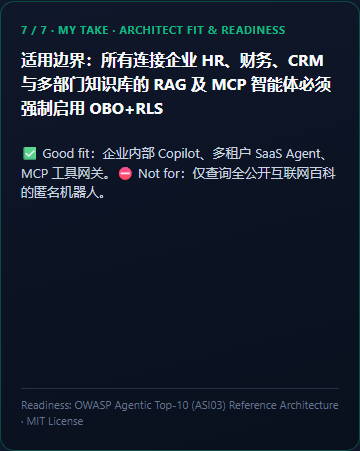 7 / 7 · MY TAKE · ARCHITECT FIT & READINESS
适用边界：所有连接企业 HR、财务、CRM
与多部门知识库的 RAG 及 MCP 智能体必须
强制启用 OBO+RLS
✅ Good fit：企业内部 Copilot、多租户 SaaS Agent、
MCP 工具网关。⛔ Not for：仅查询全公开互联网百科
的匿名机器人。
Readiness: OWASP Agentic Top-10 (ASI03) Reference Architecture
· MIT License